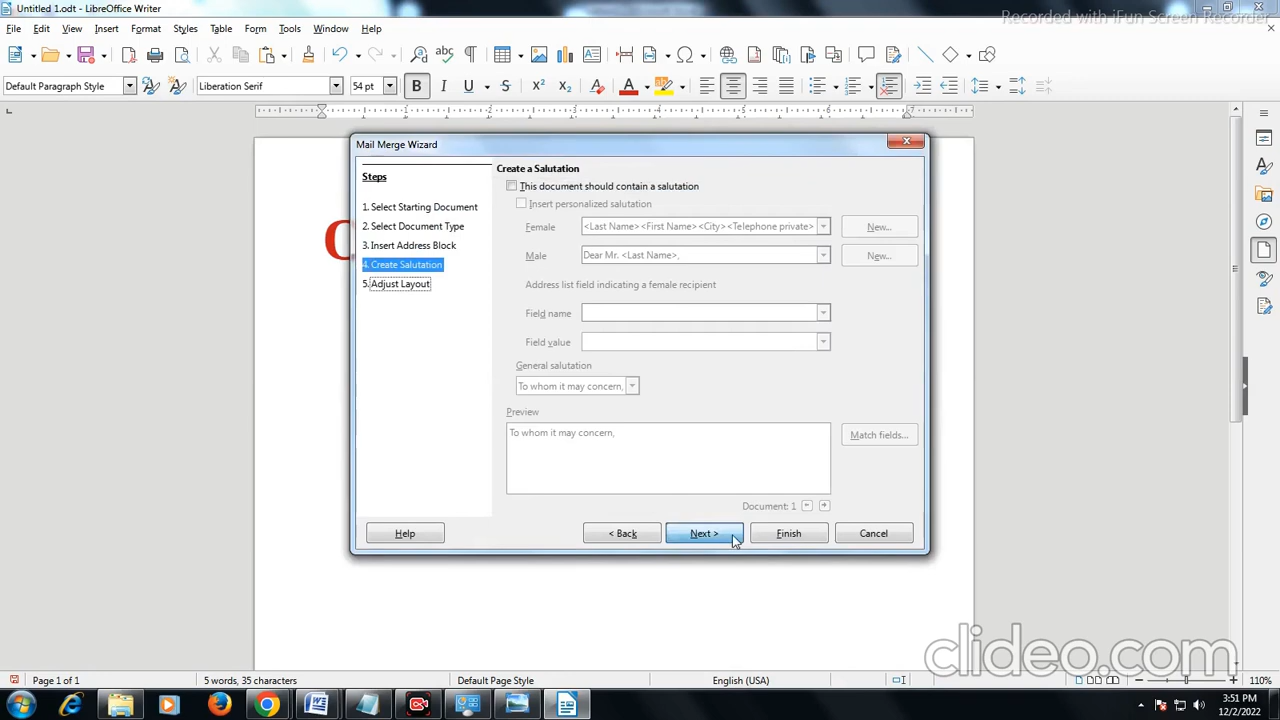 Untitled 1.odt - LibreOffice Writer
Recorded with iFun Screen Recorder
File Edit View Insert Format Styles Table Form Tools Window Help
Default Paragraph Style Liberation Serif 54 pt
Mail Merge Wizard
Steps
1. Select Starting Document
2. Select Document Type
3. Insert Address Block
4. Create Salutation
5. Adjust Layout
Create a Salutation
This document should contain a salutation
Insert personalized salutation
Female <Last Name><First Name><City><Telephone private> New...
Male Dear Mr. <Last Name>, New...
Address list field indicating a female recipient
Field name
Field value
General salutation
To whom it may concern,
Preview
To whom it may concern,
Match fields...
Document: 1
Help < Back Next > Finish Cancel
clideo.com
Page 1 of 1 5 words, 35 characters Default Page Style English (USA) 110%
3:51 PM
12/2/2022